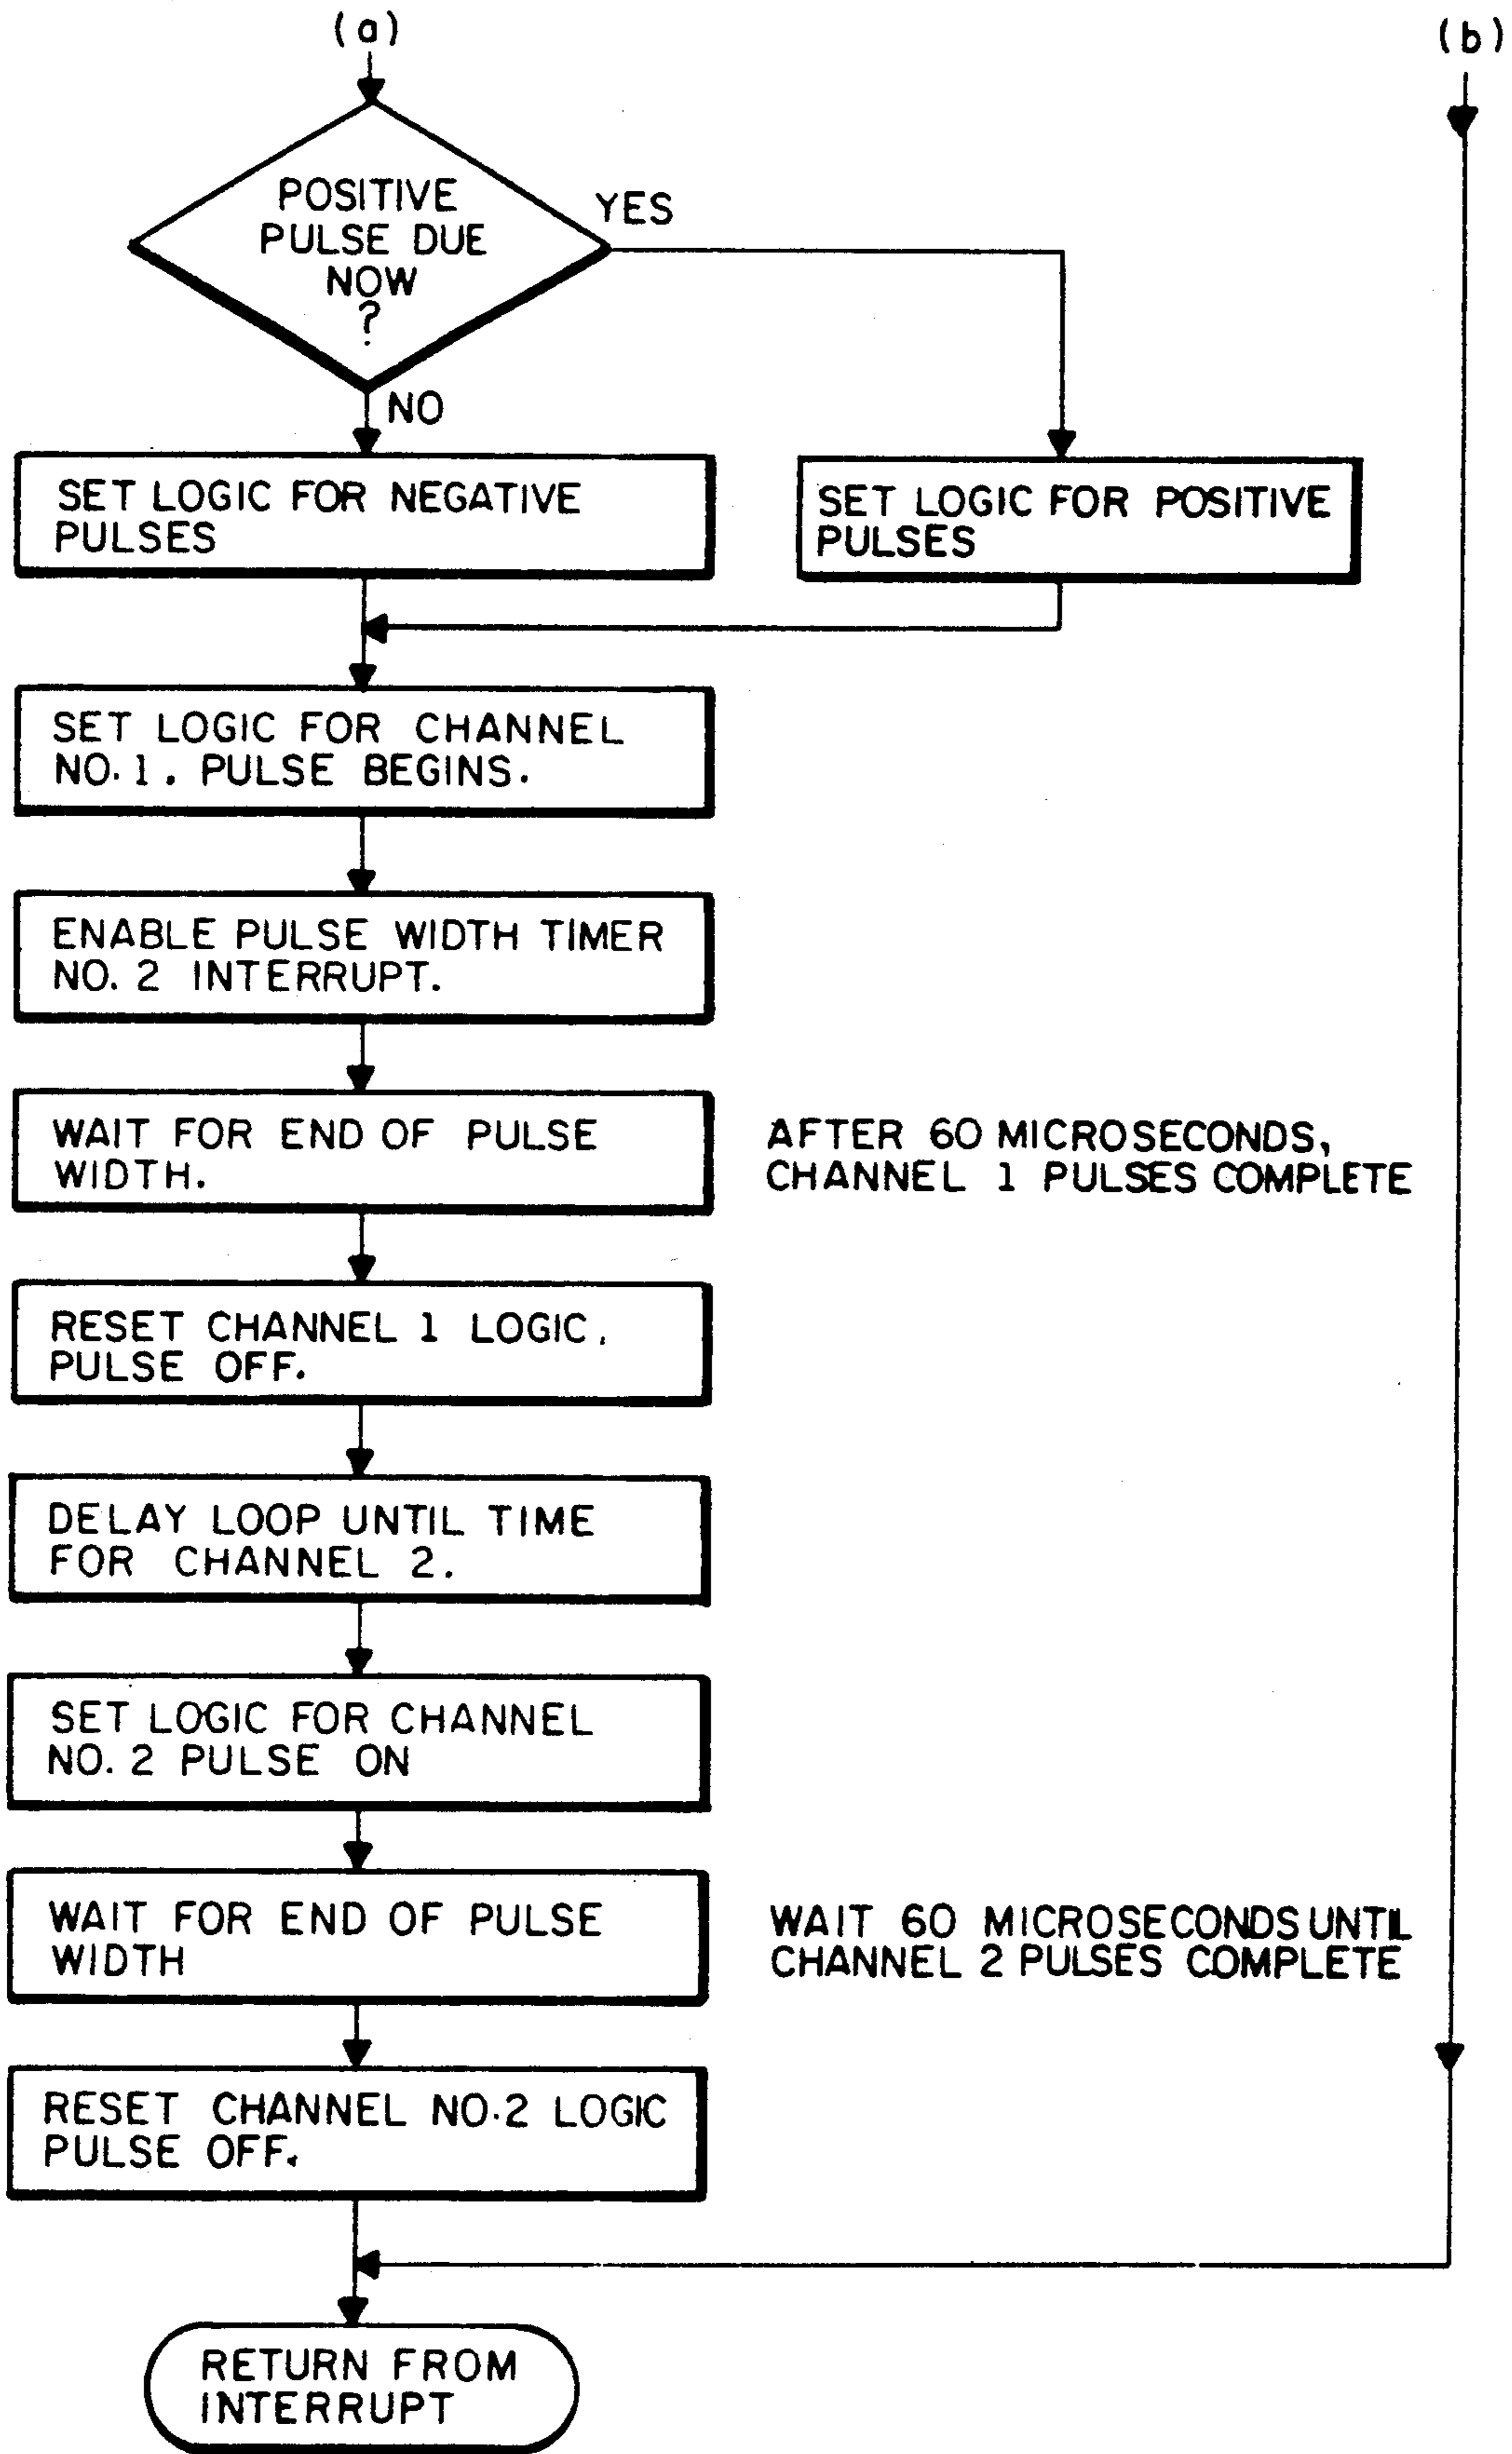 (a)
(b)
POSITIVE
PULSE DUE
NOW
?
YES
NO
SET LOGIC FOR NEGATIVE
PULSES
SET LOGIC FOR POSITIVE
PULSES
SET LOGIC FOR CHANNEL
NO. 1. PULSE BEGINS.
ENABLE PULSE WIDTH TIMER
NO. 2 INTERRUPT.
WAIT FOR END OF PULSE
WIDTH.
AFTER 60 MICROSECONDS,
CHANNEL 1 PULSES COMPLETE
RESET CHANNEL 1 LOGIC.
PULSE OFF.
DELAY LOOP UNTIL TIME
FOR CHANNEL 2.
SET LOGIC FOR CHANNEL
NO. 2 PULSE ON
WAIT FOR END OF PULSE
WIDTH
WAIT 60 MICROSECONDS UNTIL
CHANNEL 2 PULSES COMPLETE
RESET CHANNEL NO. 2 LOGIC
PULSE OFF.
RETURN FROM
INTERRUPT